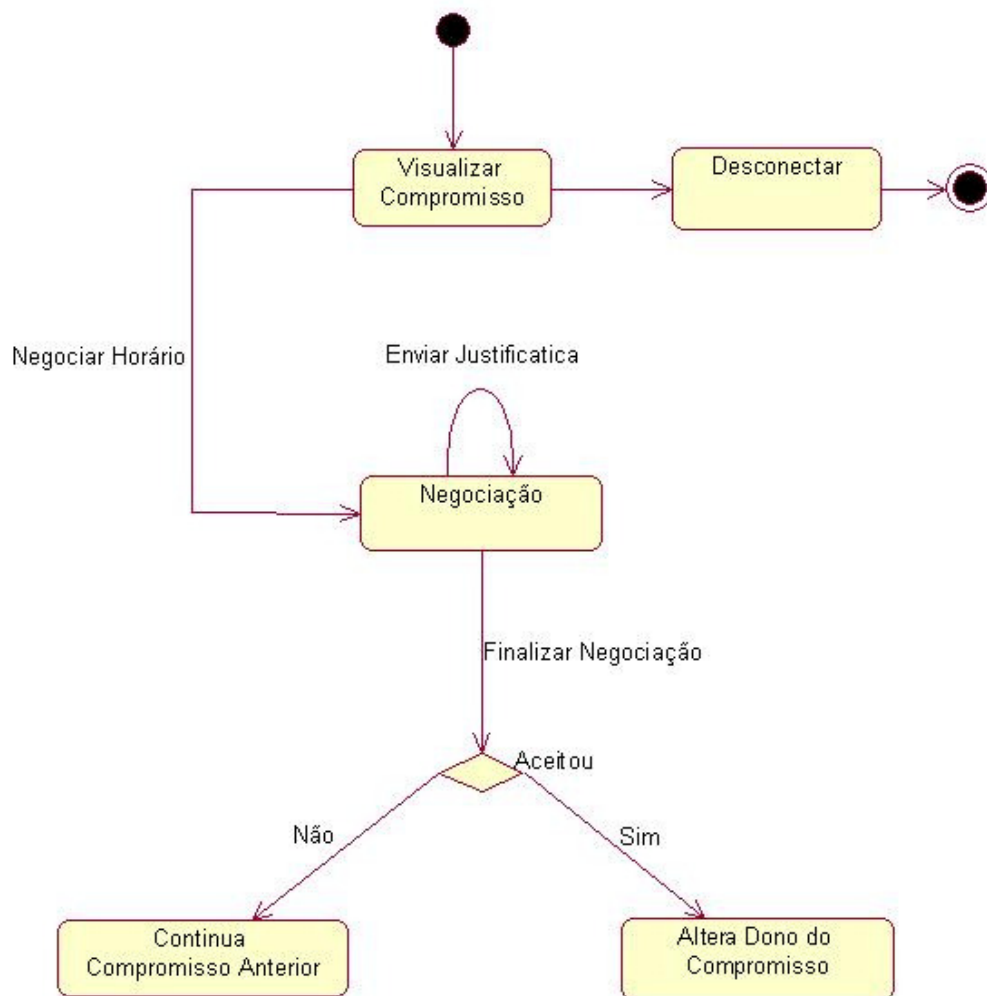 Visualizar
Compromisso
Desconectar
Negociar Horário
Enviar Justificatica
Negociação
Finalizar Negociação
Aceitou
Não
Sim
Continua
Compromisso Anterior
Altera Dono do
Compromisso